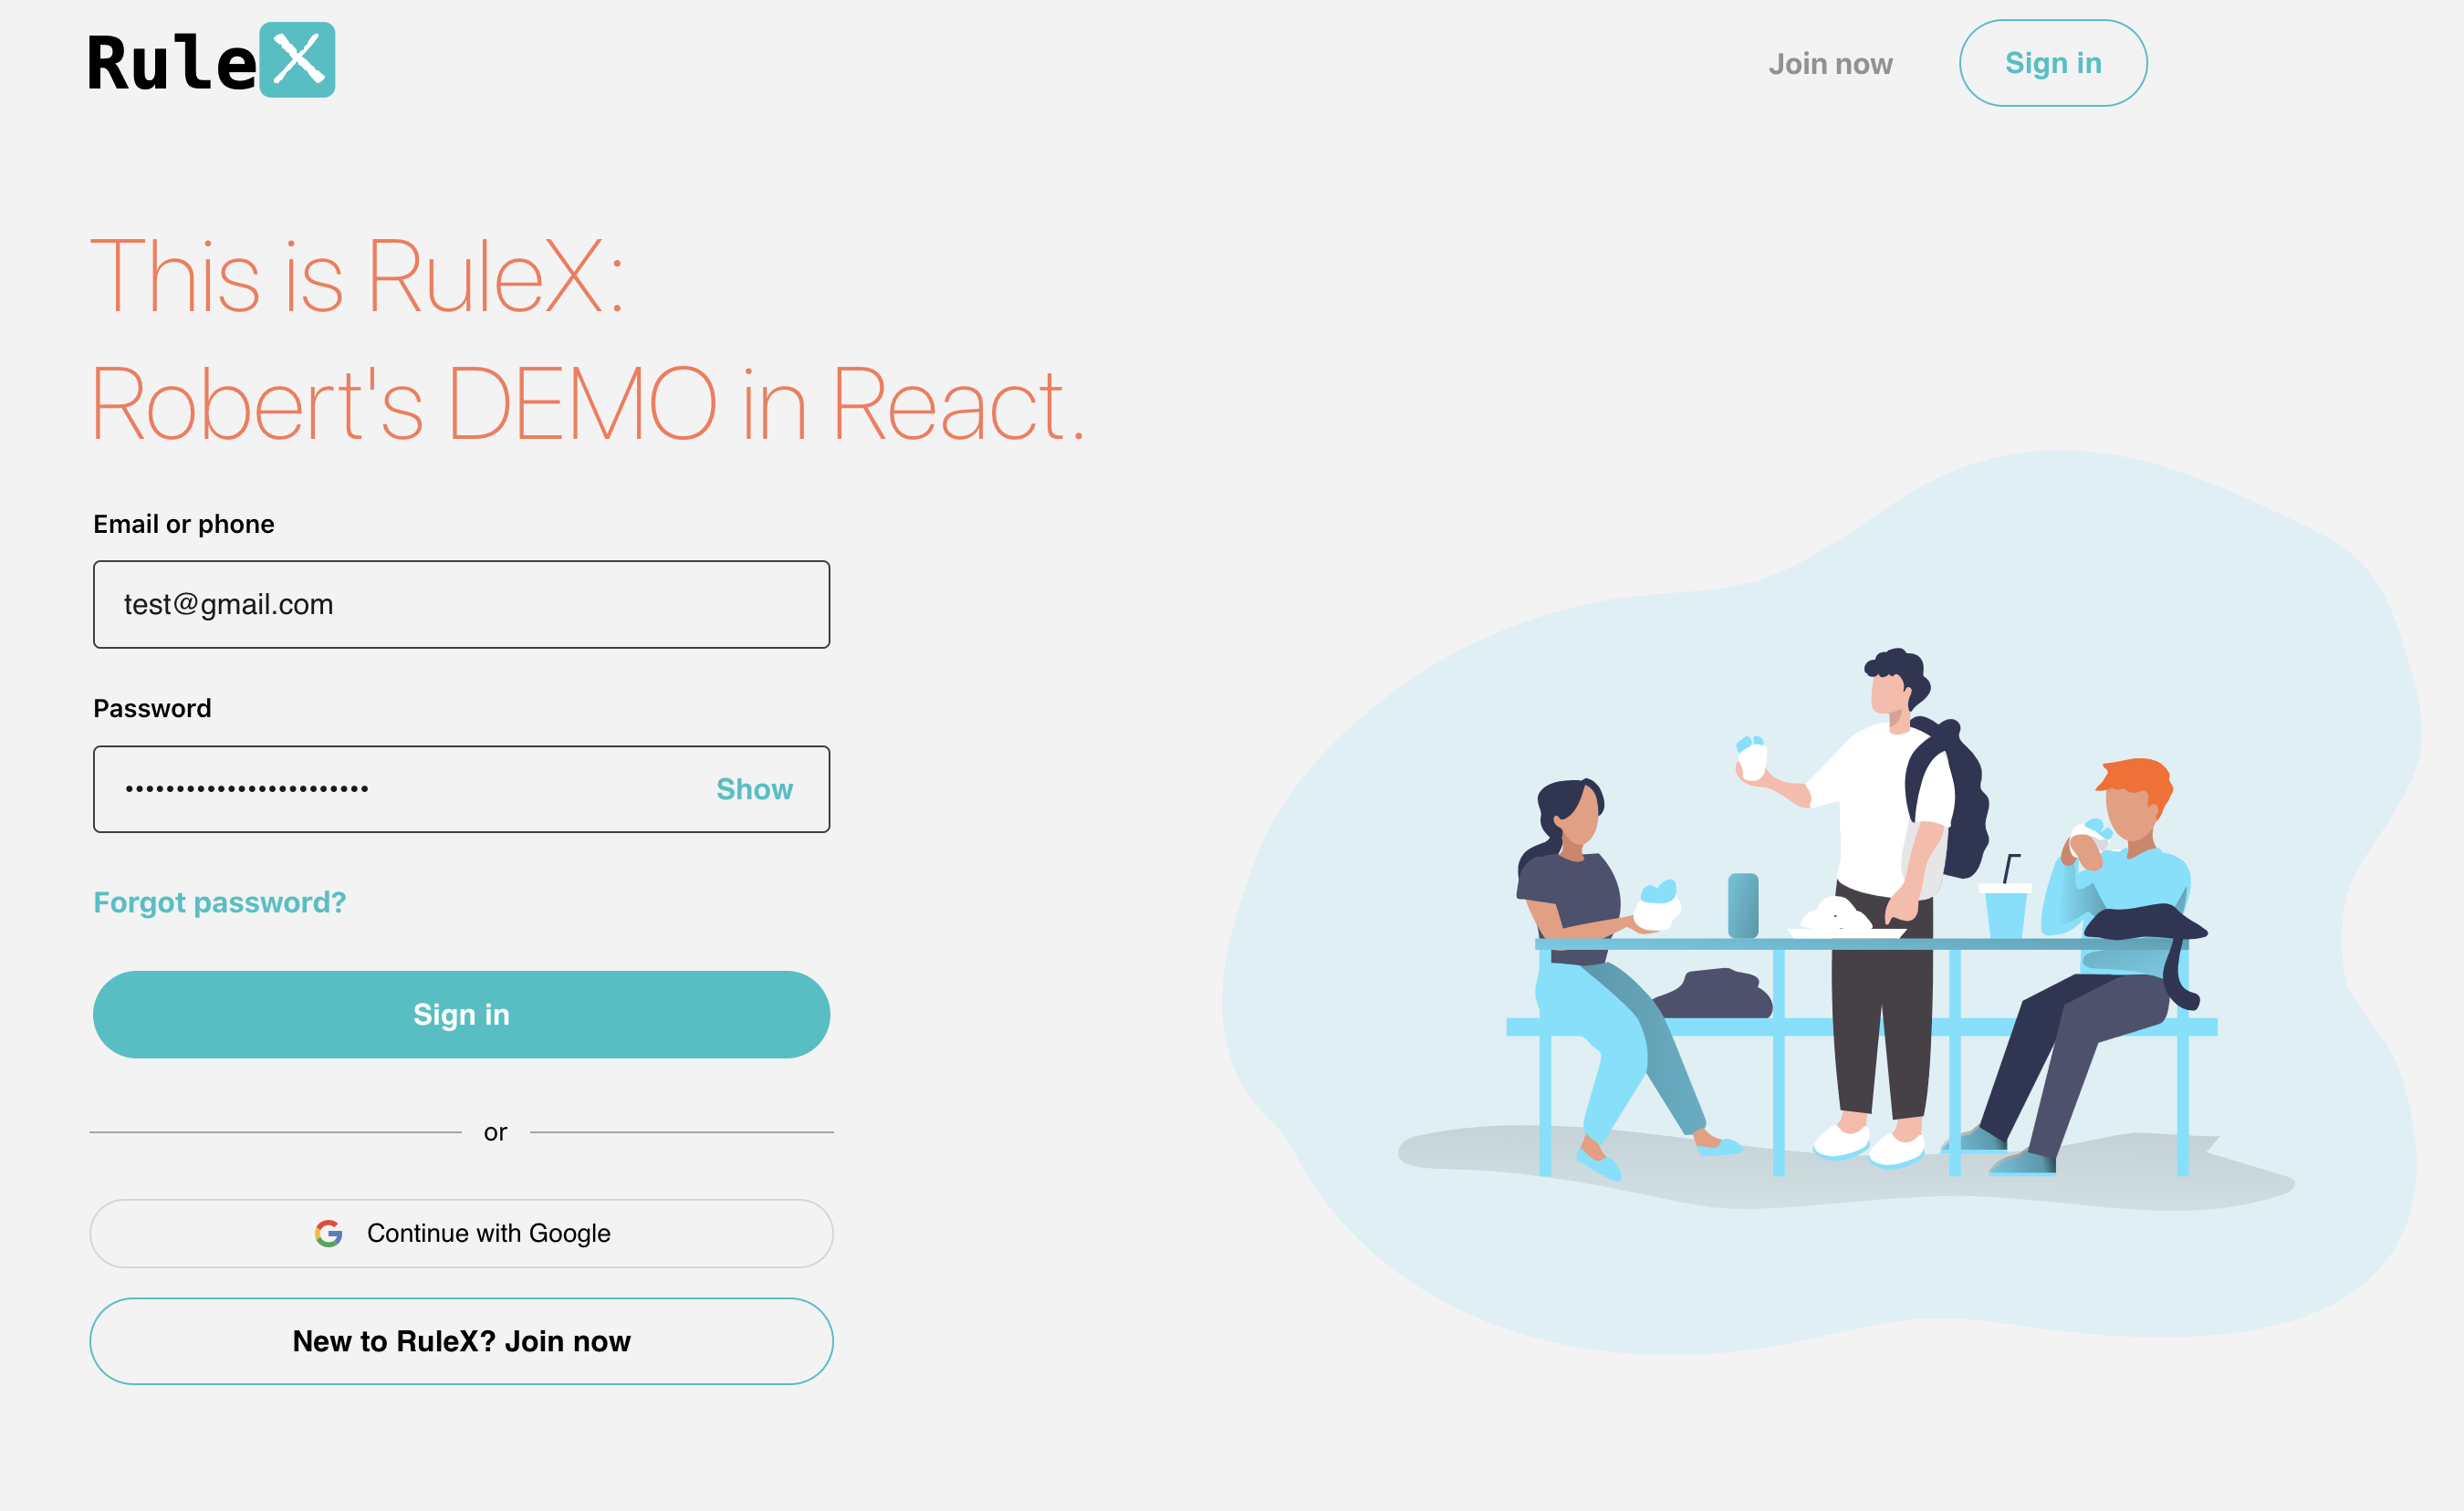 RuleX
Join now
Sign in
This is RuleX:
Robert's DEMO in React.
Email or phone
test@gmail.com
Password
•••••••••••••••••••••••• Show
Forgot password?
Sign in
or
Continue with Google
New to RuleX? Join now